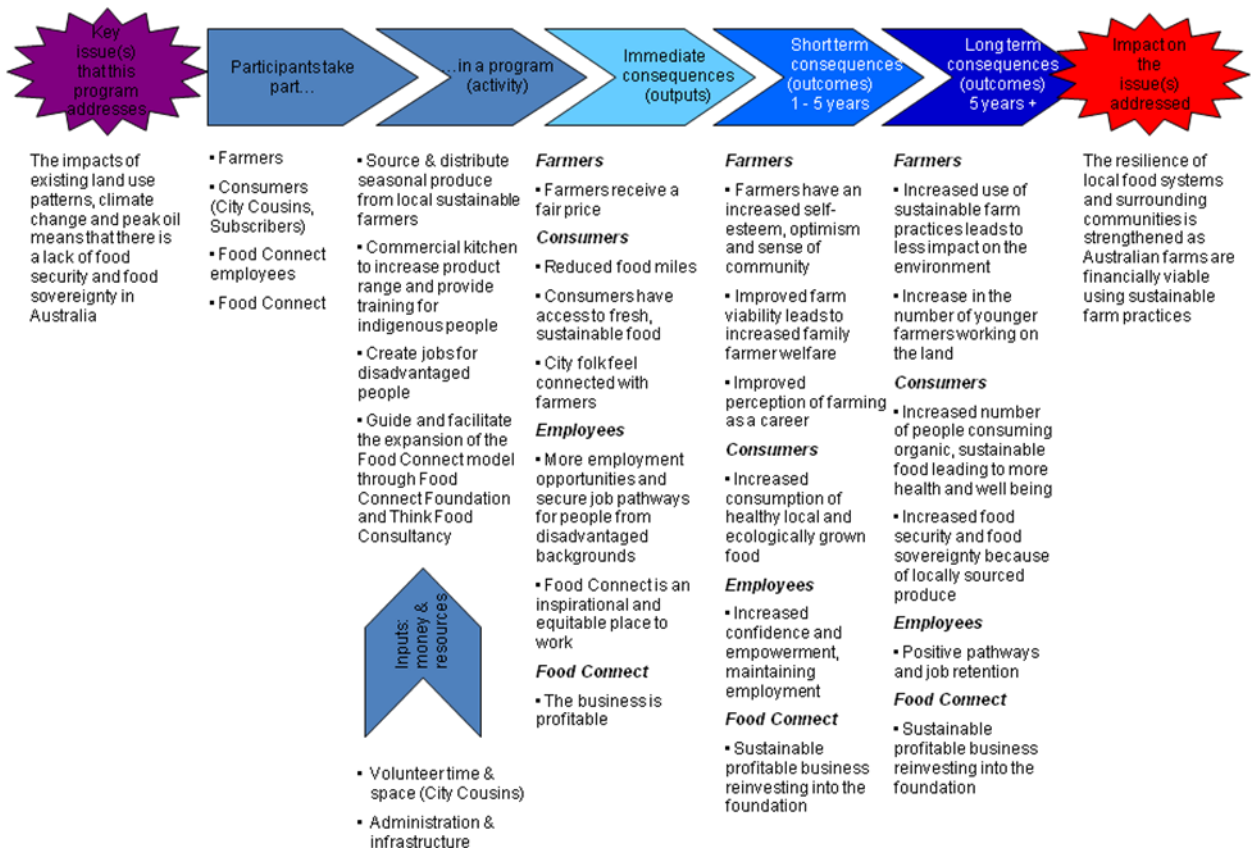 Key
issue(s)
that this
program
addresses
Participants take
part…
…in a program
(activity)
Immediate
consequences
(outputs)
Short term
consequences
(outcomes)
1 - 5 years
Long term
consequences
(outcomes)
5 years +
Impact on
the
issue(s)
addressed
The impacts of
existing land use
patterns, climate
change and peak oil
means that there is
a lack of food
security and food
sovereignty in
Australia
▪ Farmers
▪ Consumers
(City Cousins,
Subscribers)
▪ Food Connect
employees
▪ Food Connect
▪ Source & distribute
seasonal produce
from local sustainable
farmers
▪ Commercial kitchen
to increase product
range and provide
training for
indigenous people
▪ Create jobs for
disadvantaged
people
▪ Guide and facilitate
the expansion of the
Food Connect model
through Food
Connect Foundation
and Think Food
Consultancy
Inputs:
money &
resources
▪ Volunteer time &
space (City Cousins)
▪ Administration &
infrastructure
Farmers
▪ Farmers receive a
fair price
Consumers
▪ Reduced food miles
▪ Consumers have
access to fresh,
sustainable food
▪ City folk feel
connected with
farmers
Employees
▪ More employment
opportunities and
secure job pathways
for people from
disadvantaged
backgrounds
▪ Food Connect is an
inspirational and
equitable place to
work
Food Connect
▪ The business is
profitable
Farmers
▪ Farmers have an
increased self-
esteem, optimism
and sense of
community
▪ Improved farm
viability leads to
increased family
farmer welfare
▪ Improved
perception of farming
as a career
Consumers
▪ Increased
consumption of
healthy local and
ecologically grown
food
Employees
▪ Increased
confidence and
empowerment,
maintaining
employment
Food Connect
▪ Sustainable
profitable business
reinvesting into the
foundation
Farmers
▪ Increased use of
sustainable farm
practices leads to
less impact on the
environment
▪ Increase in the
number of younger
farmers working on
the land
Consumers
▪ Increased number
of people consuming
organic, sustainable
food leading to more
health and well being
▪ Increased food
security and food
sovereignty because
of locally sourced
produce
Employees
▪ Positive pathways
and job retention
Food Connect
▪ Sustainable
profitable business
reinvesting into the
foundation
The resilience of
local food systems
and surrounding
communities is
strengthened as
Australian farms are
financially viable
using sustainable
farm practices